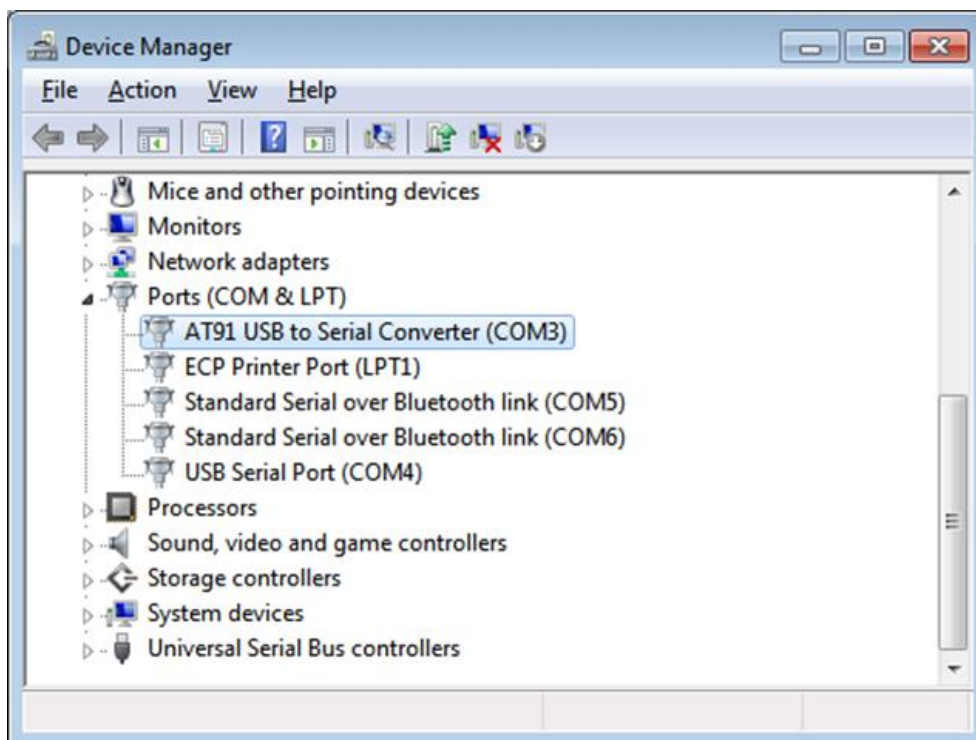 Device Manager
File Action View Help
Mice and other pointing devices
Monitors
Network adapters
Ports (COM & LPT)
AT91 USB to Serial Converter (COM3)
ECP Printer Port (LPT1)
Standard Serial over Bluetooth link (COM5)
Standard Serial over Bluetooth link (COM6)
USB Serial Port (COM4)
Processors
Sound, video and game controllers
Storage controllers
System devices
Universal Serial Bus controllers